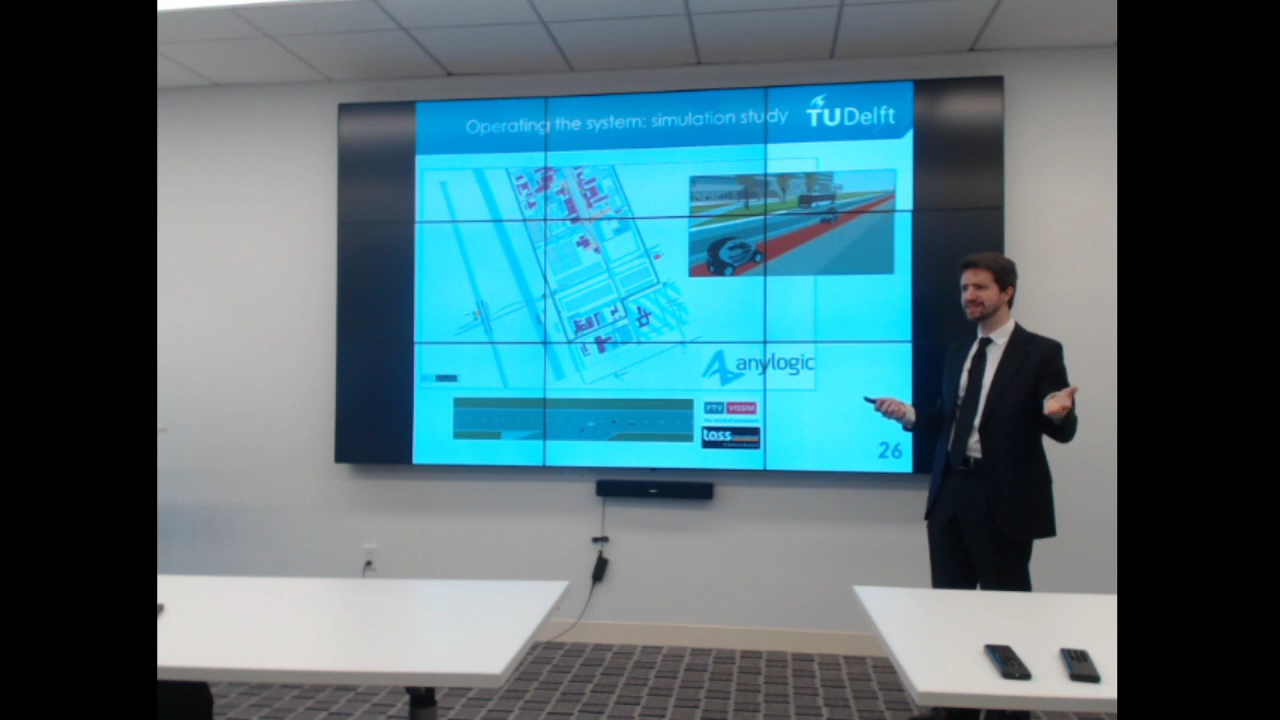 Operating the system: simulation study
TUDelft
anylogic
PTV VISSIM
tass
26